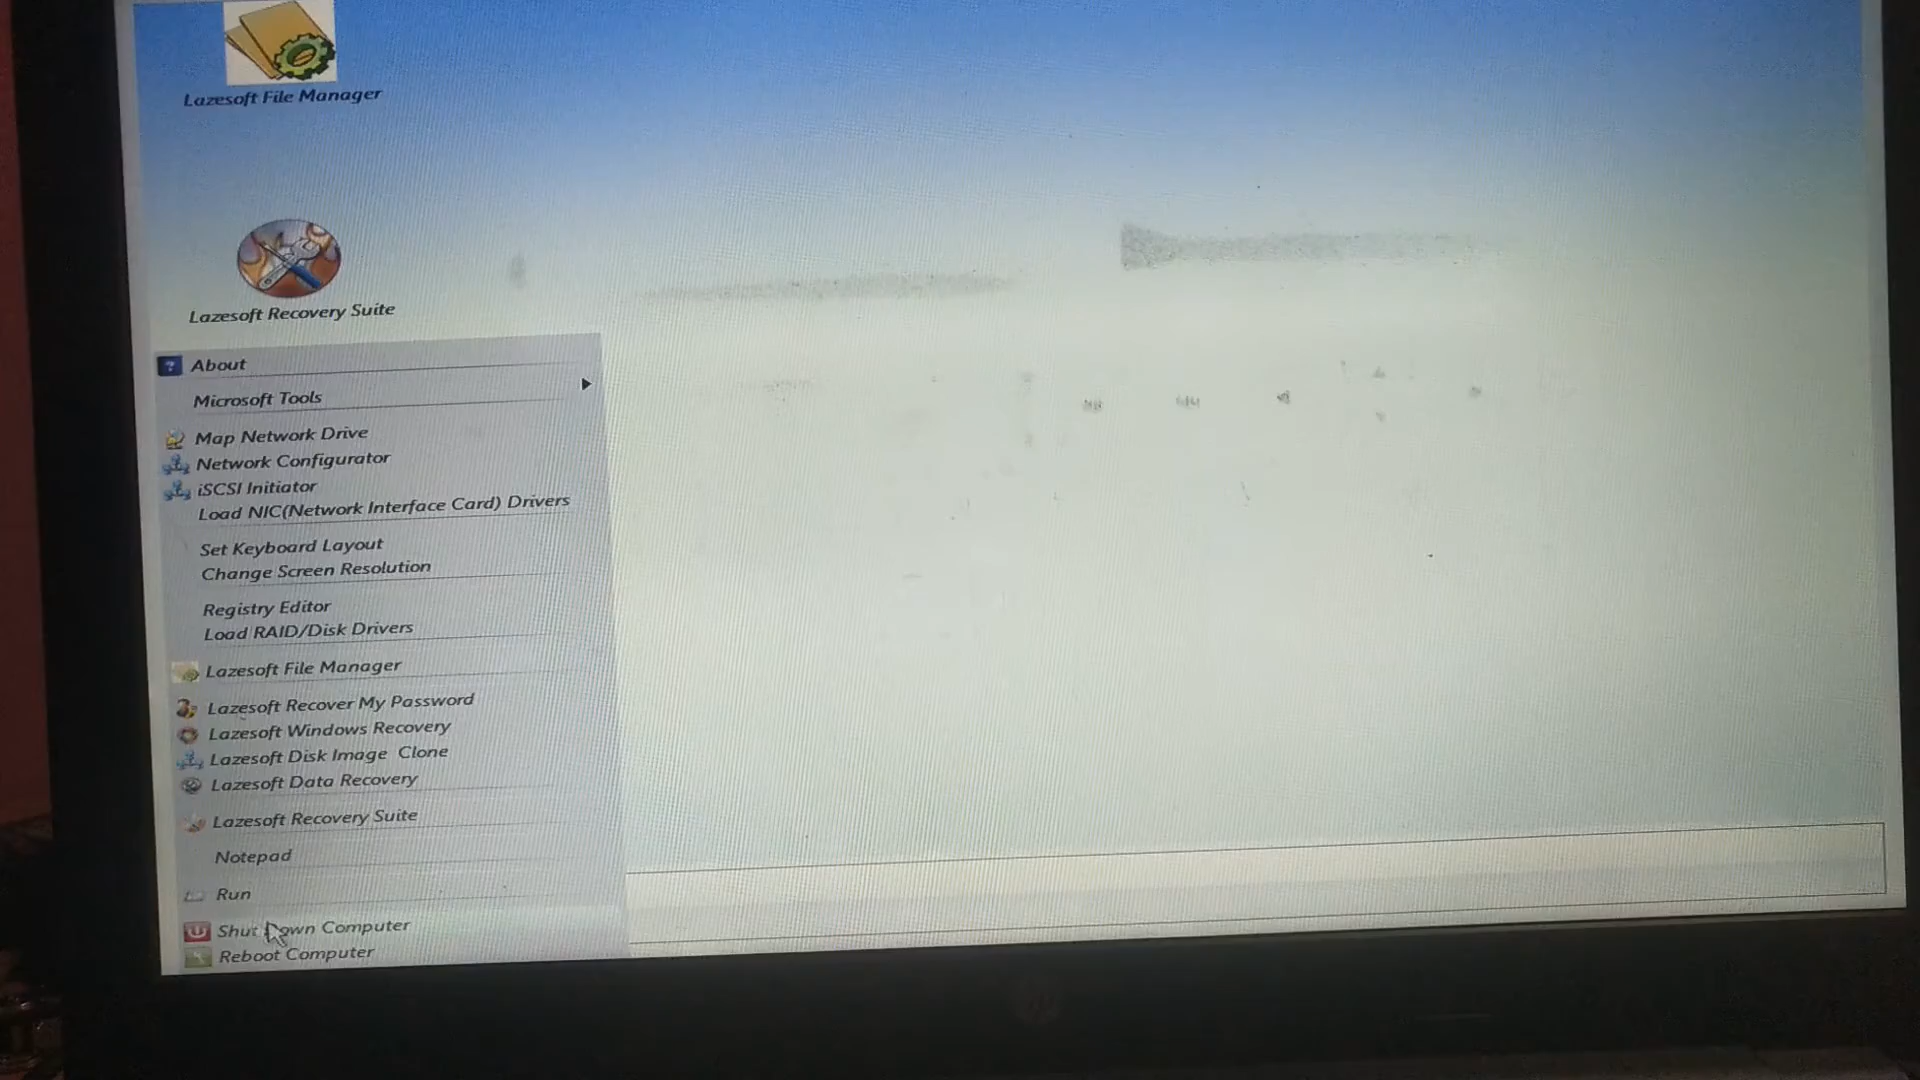 Lazesoft File Manager
Lazesoft Recovery Suite
About
Microsoft Tools
Map Network Drive
Network Configurator
iSCSI Initiator
Load NIC(Network Interface Card) Drivers
Set Keyboard Layout
Change Screen Resolution
Registry Editor
Load RAID/Disk Drivers
Lazesoft File Manager
Lazesoft Recover My Password
Lazesoft Windows Recovery
Lazesoft Disk Image Clone
Lazesoft Data Recovery
Lazesoft Recovery Suite
Notepad
Run
Shut Down Computer
Reboot Computer